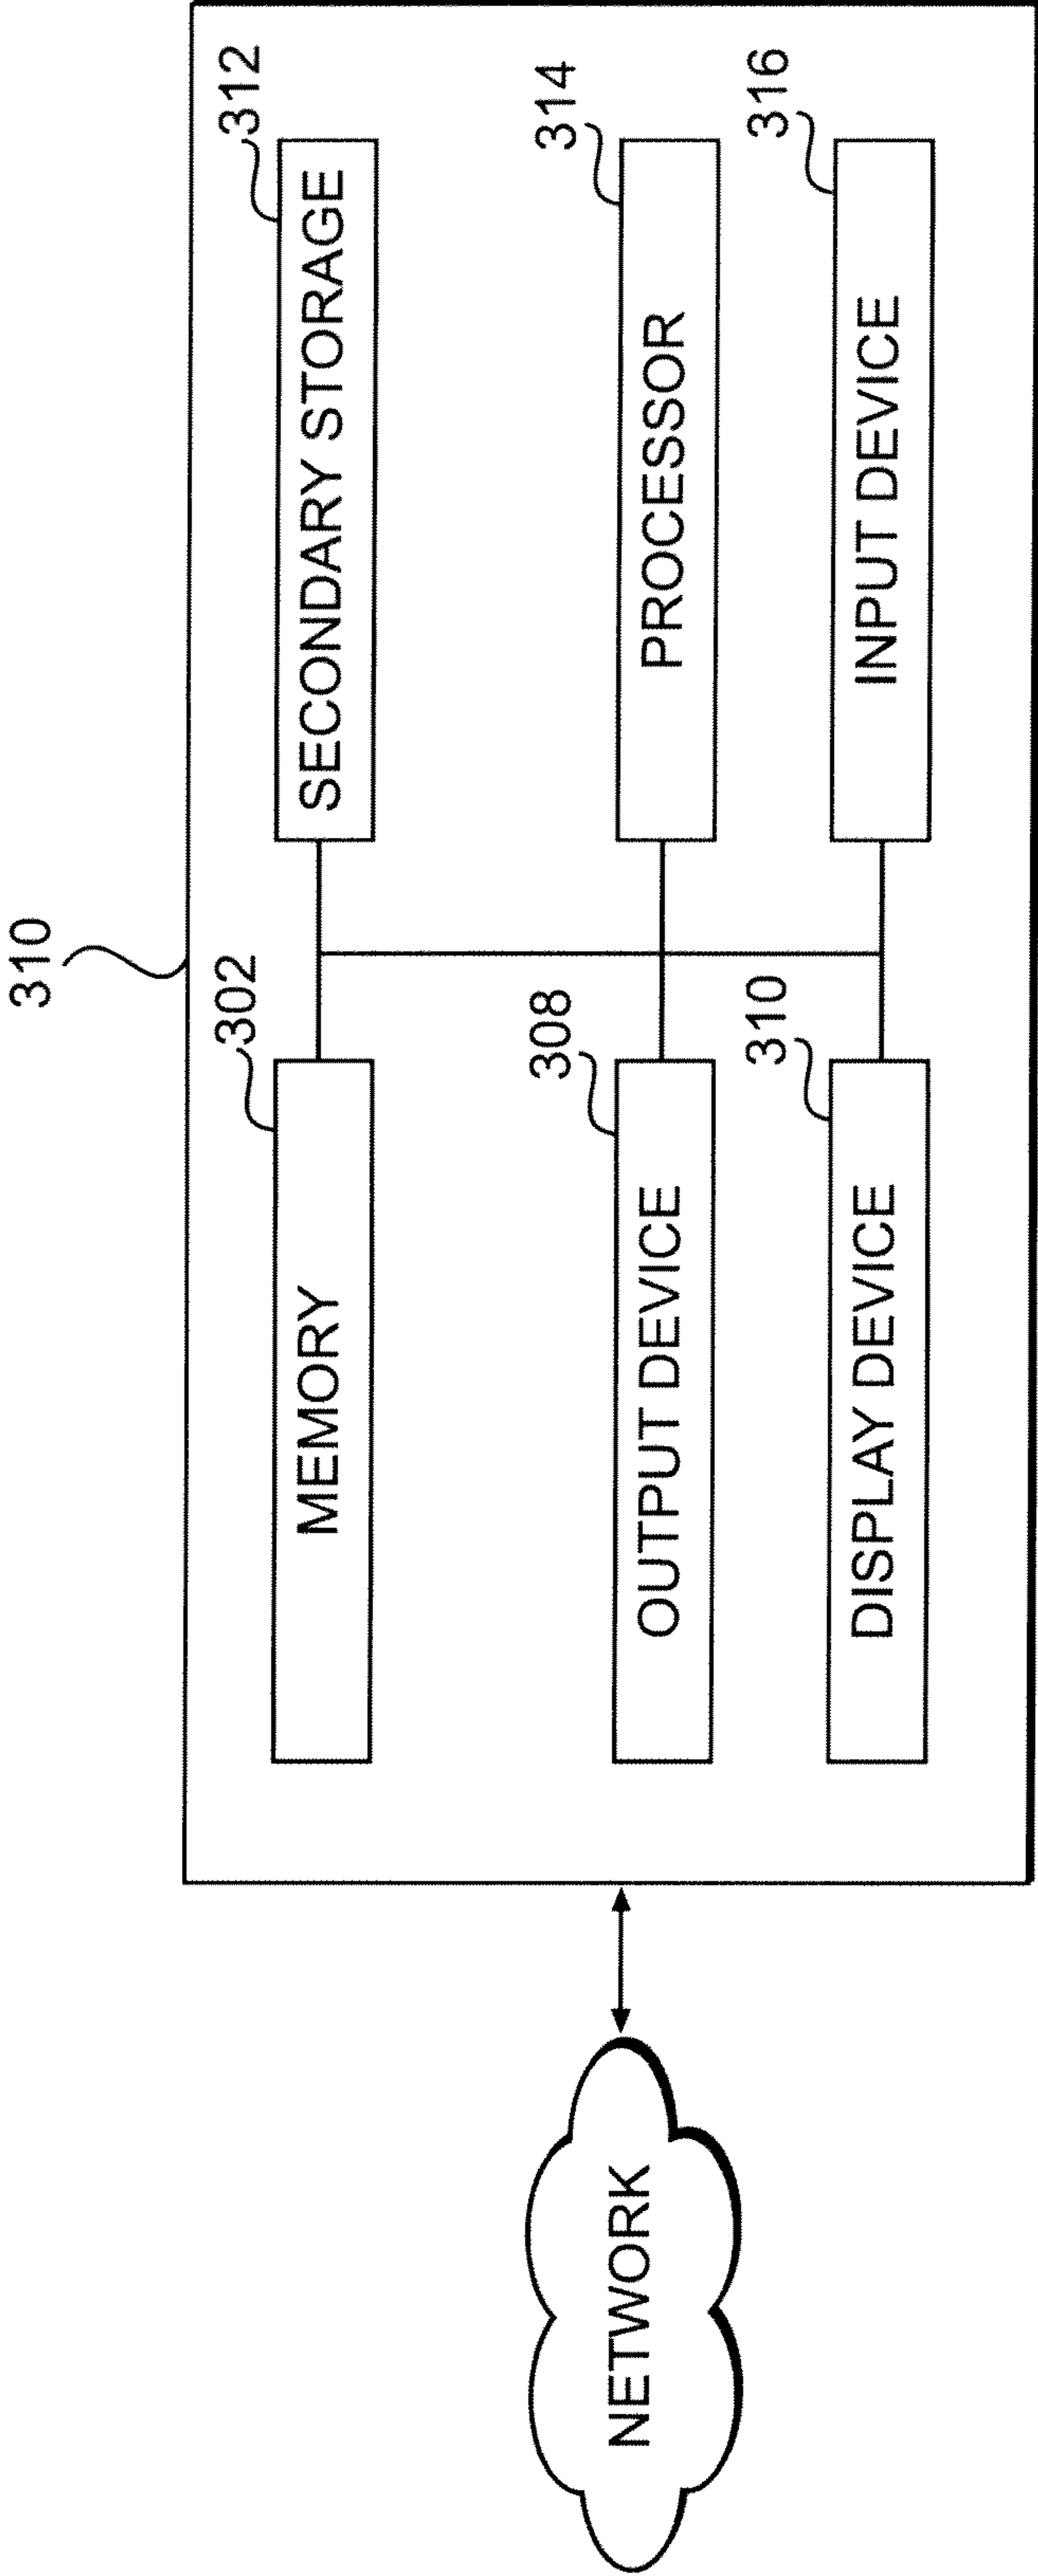 310
302
MEMORY
312
SECONDARY STORAGE
308
OUTPUT DEVICE
314
PROCESSOR
310
DISPLAY DEVICE
316
INPUT DEVICE
NETWORK